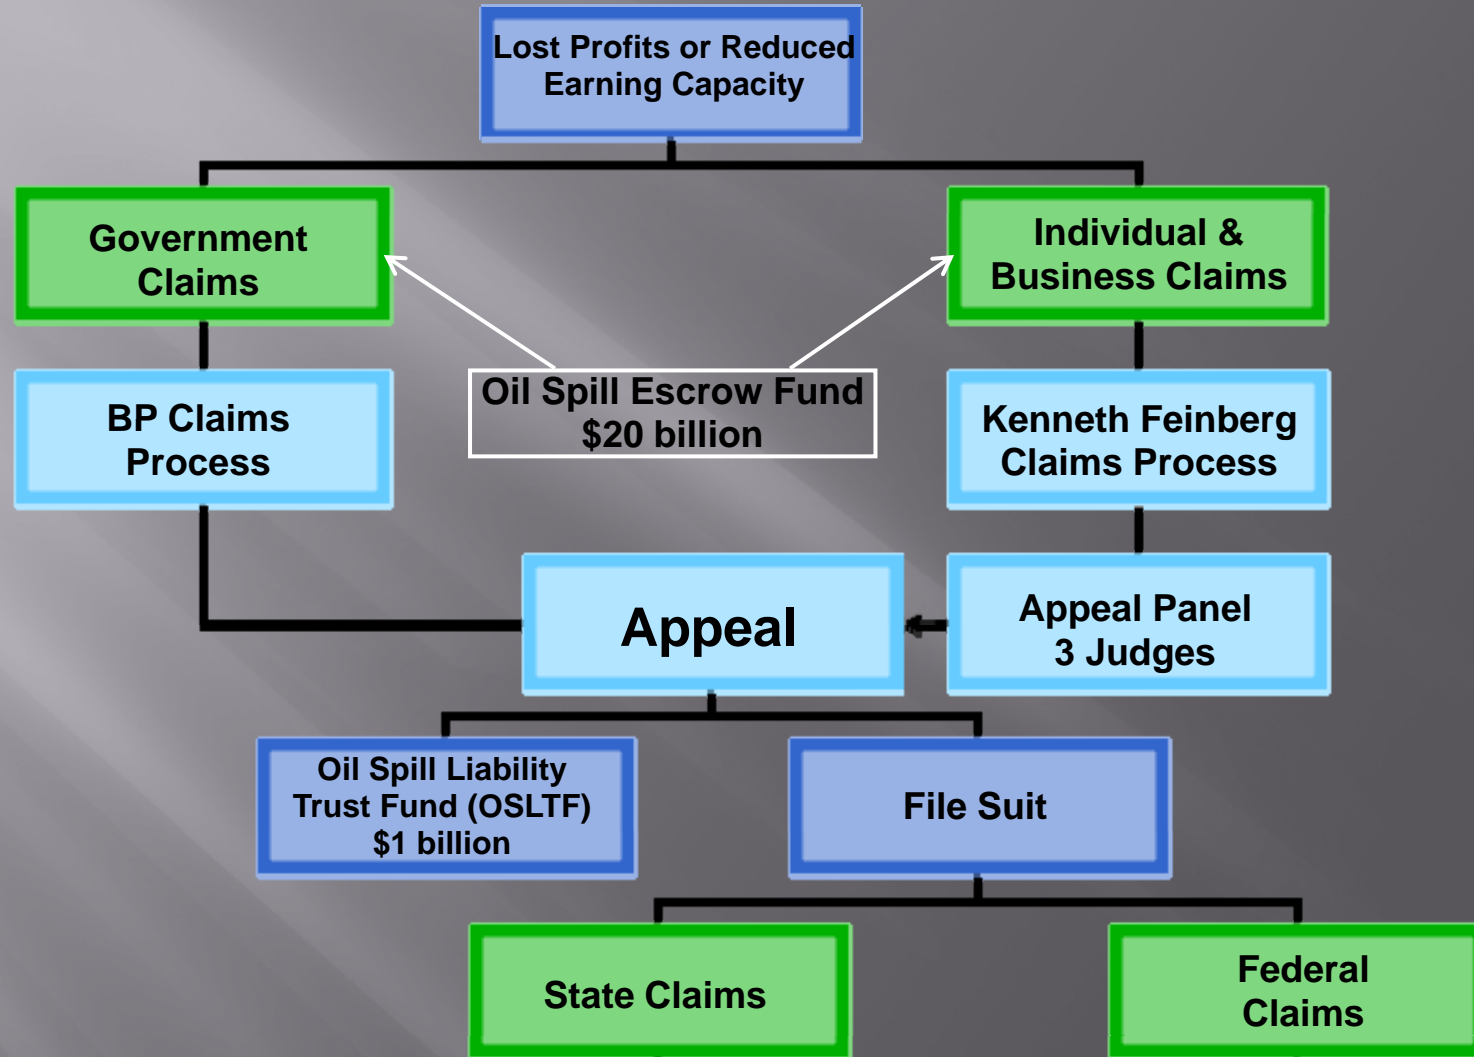 Lost Profits or Reduced
Earning Capacity
Government
Claims
Individual &
Business Claims
Oil Spill Escrow Fund
$20 billion
BP Claims
Process
Kenneth Feinberg
Claims Process
Appeal
Appeal Panel
3 Judges
Oil Spill Liability
Trust Fund (OSLTF)
$1 billion
File Suit
State Claims
Federal
Claims